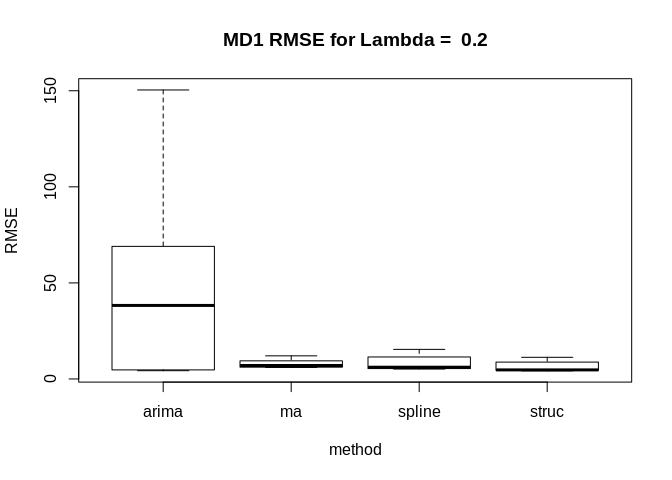 MD1 RMSE for Lambda =  0.2
150
100
50
0
RMSE
arima
ma
spline
struc
method